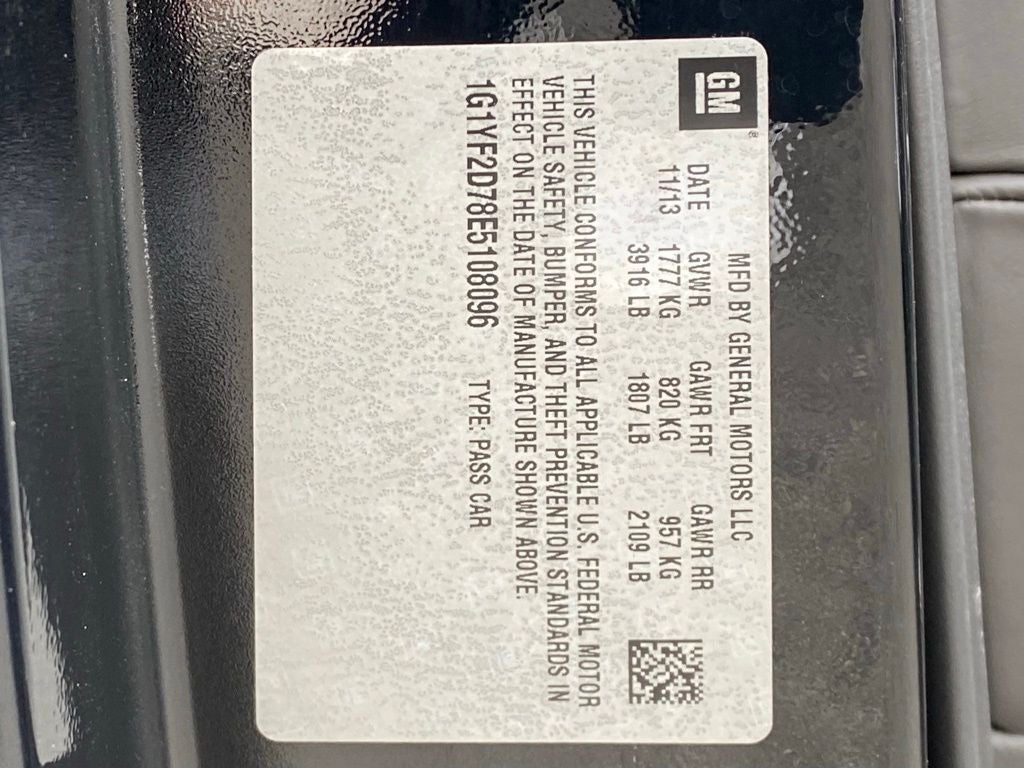 GM
®
MFD BY GENERAL MOTORS LLC
DATE GVWR GAWR FRT GAWR RR
11/13 1777 KG 820 KG 957 KG
3916 LB 1807 LB 2109 LB
THIS VEHICLE CONFORMS TO ALL APPLICABLE U.S. FEDERAL MOTOR
VEHICLE SAFETY, BUMPER, AND THEFT PREVENTION STANDARDS IN
EFFECT ON THE DATE OF MANUFACTURE SHOWN ABOVE.
1G1YF2D78E5108096 TYPE: PASS CAR